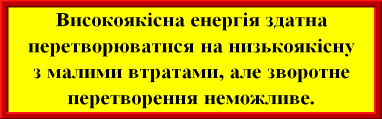 Високоякісна енергія здатна
перетворюватися на низькоякісну
з малими втратами, але зворотне
перетворення неможливе.